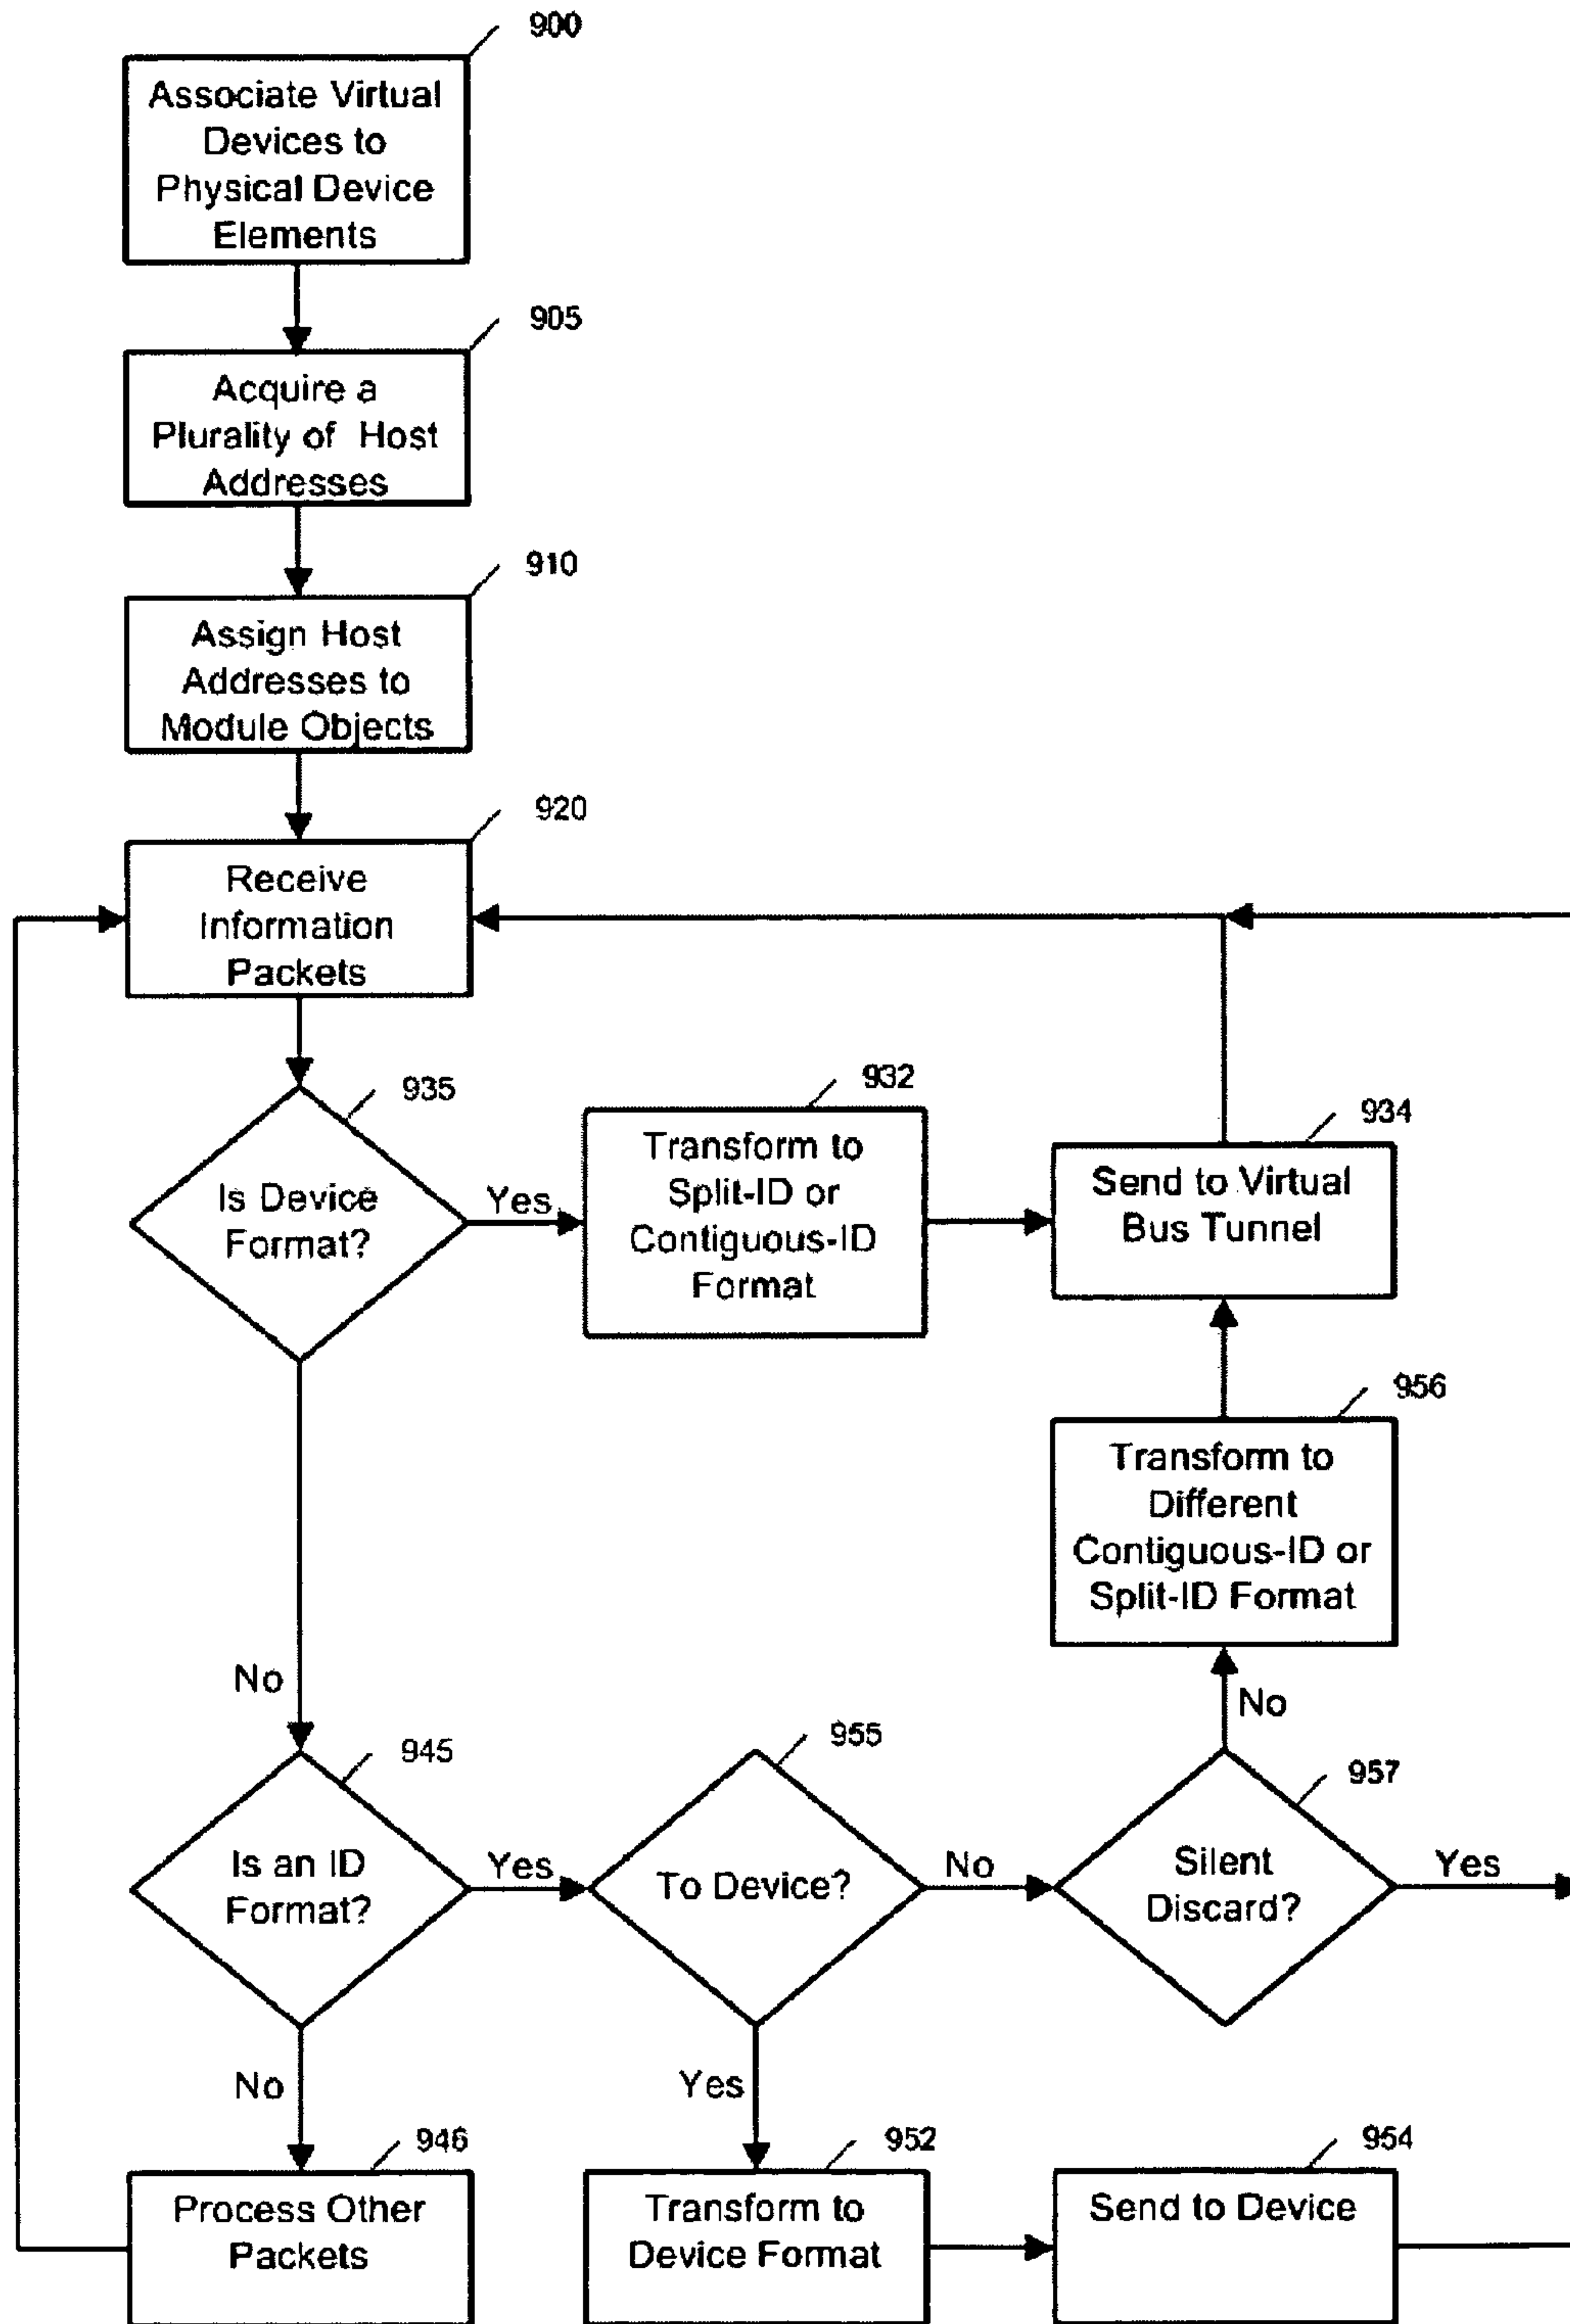 900
Associate Virtual
Devices to
Physical Device
Elements
905
Acquire a
Plurality of Host
Addresses
910
Assign Host
Addresses to
Module Objects
920
Receive
Information
Packets
935
Is Device
Format?
Yes
932
Transform to
Split-ID or
Contiguous-ID
Format
934
Send to Virtual
Bus Tunnel
956
Transform to
Different
Contiguous-ID or
Split-ID Format
No
No
945
Is an ID
Format?
Yes
955
To Device?
No
957
Silent
Discard?
Yes
No
Yes
946
Process Other
Packets
952
Transform to
Device Format
954
Send to Device